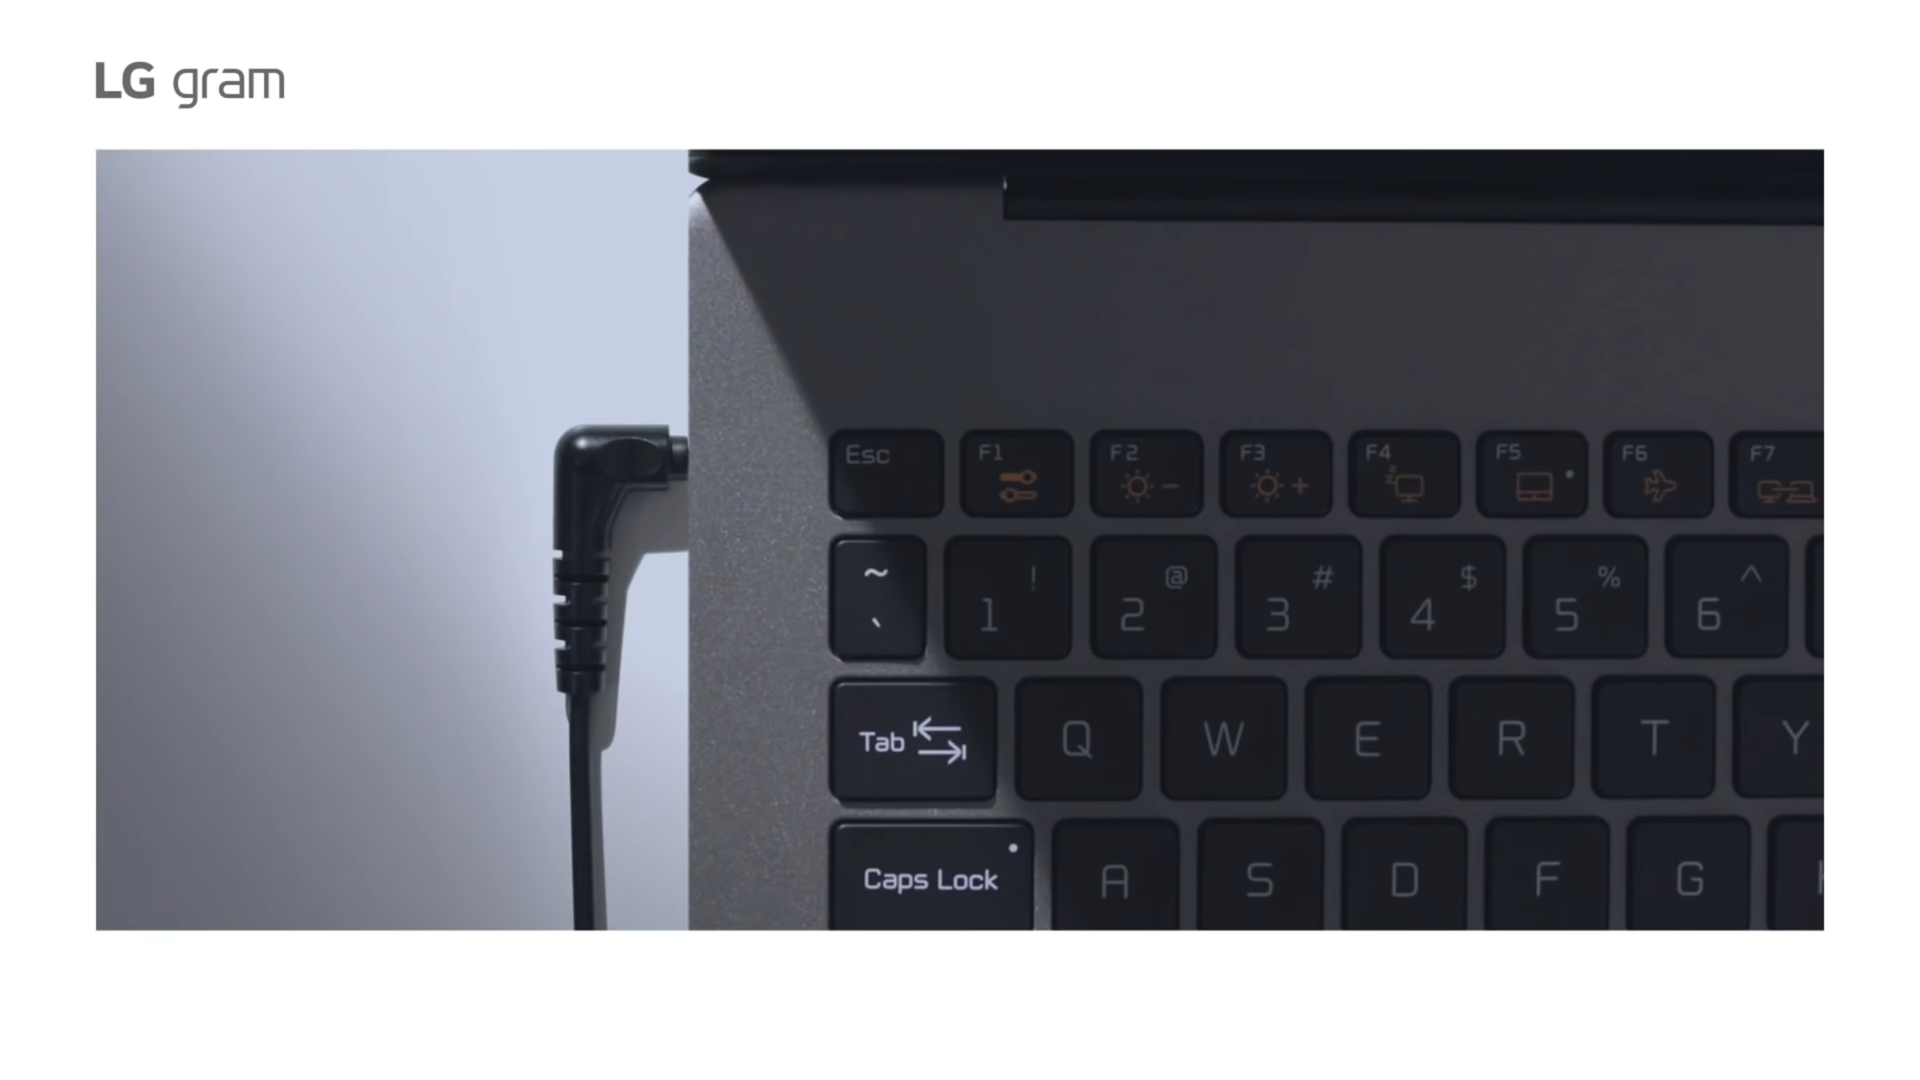 LG gram
Esc F1 F2 F3 F4 F5 F6 F7
~ ! @ # $ % ^
` 1 2 3 4 5 6
Tab Q W E R T Y
Caps Lock A S D F G